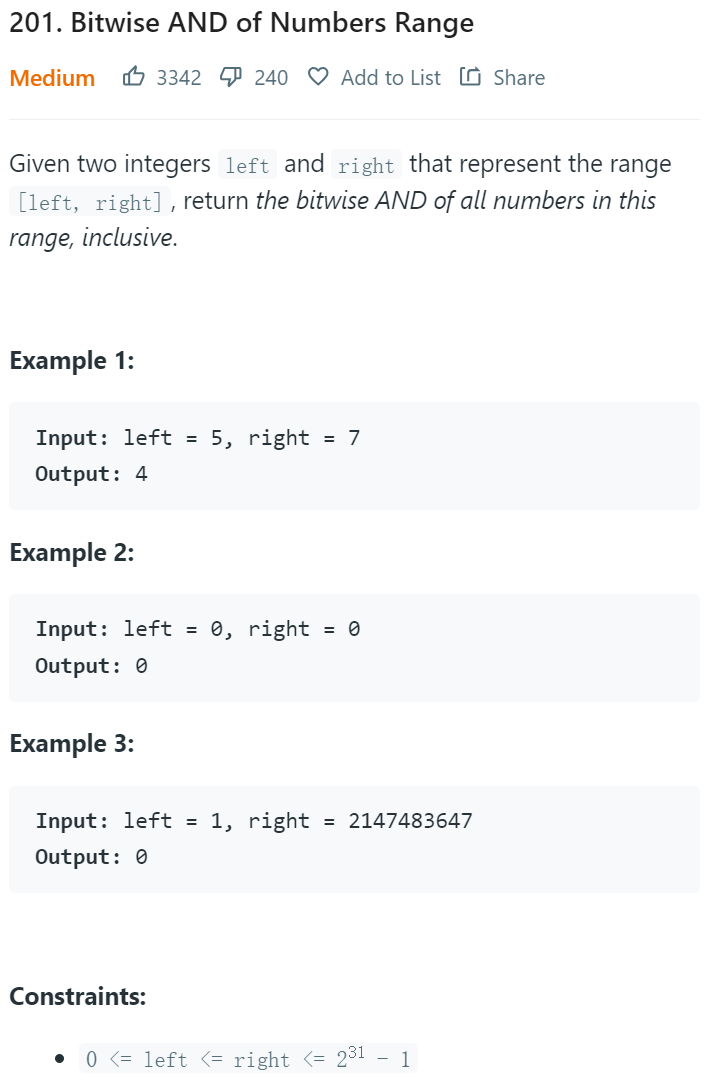 201. Bitwise AND of Numbers Range
Medium 3342 240 Add to List Share
Given two integers left and right that represent the range
[left, right] , return the bitwise AND of all numbers in this
range, inclusive.
Example 1:
Input: left = 5, right = 7
Output: 4
Example 2:
Input: left = 0, right = 0
Output: 0
Example 3:
Input: left = 1, right = 2147483647
Output: 0
Constraints:
• 0 <= left <= right <= 2³¹ - 1